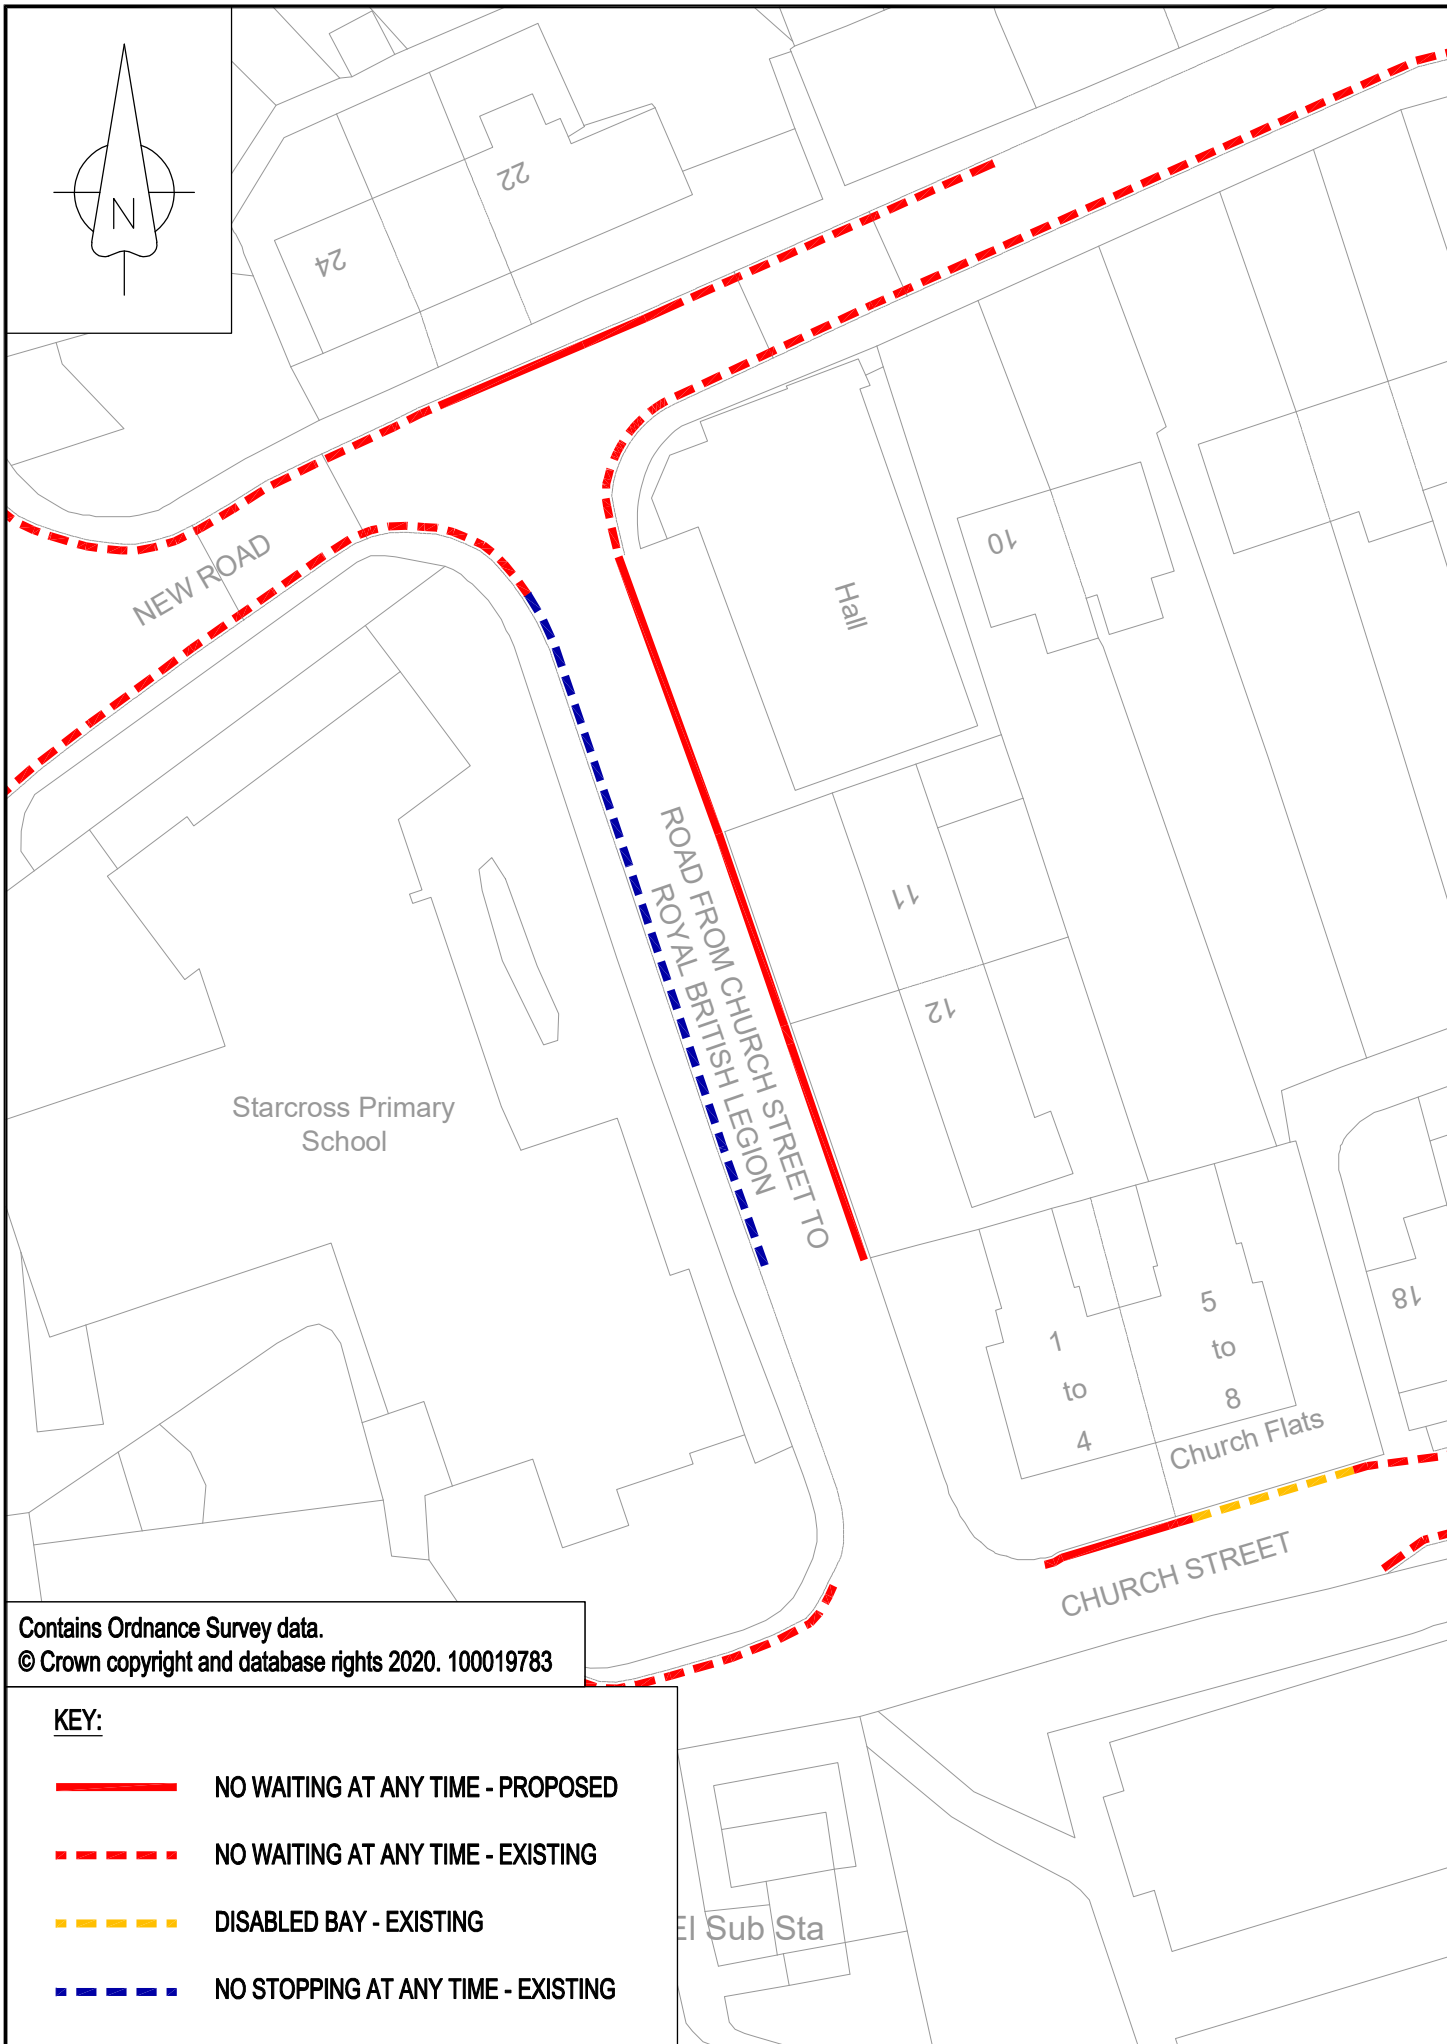 N
22
24
NEW ROAD
Hall
10
ROAD FROM CHURCH STREET TO
ROYAL BRITISH LEGION
11
12
Starcross Primary
School
1
to
4
5
to
8
18
Church Flats
CHURCH STREET
Contains Ordnance Survey data.
© Crown copyright and database rights 2020. 100019783
KEY:
NO WAITING AT ANY TIME - PROPOSED
NO WAITING AT ANY TIME - EXISTING
DISABLED BAY - EXISTING
NO STOPPING AT ANY TIME - EXISTING
El Sub Sta